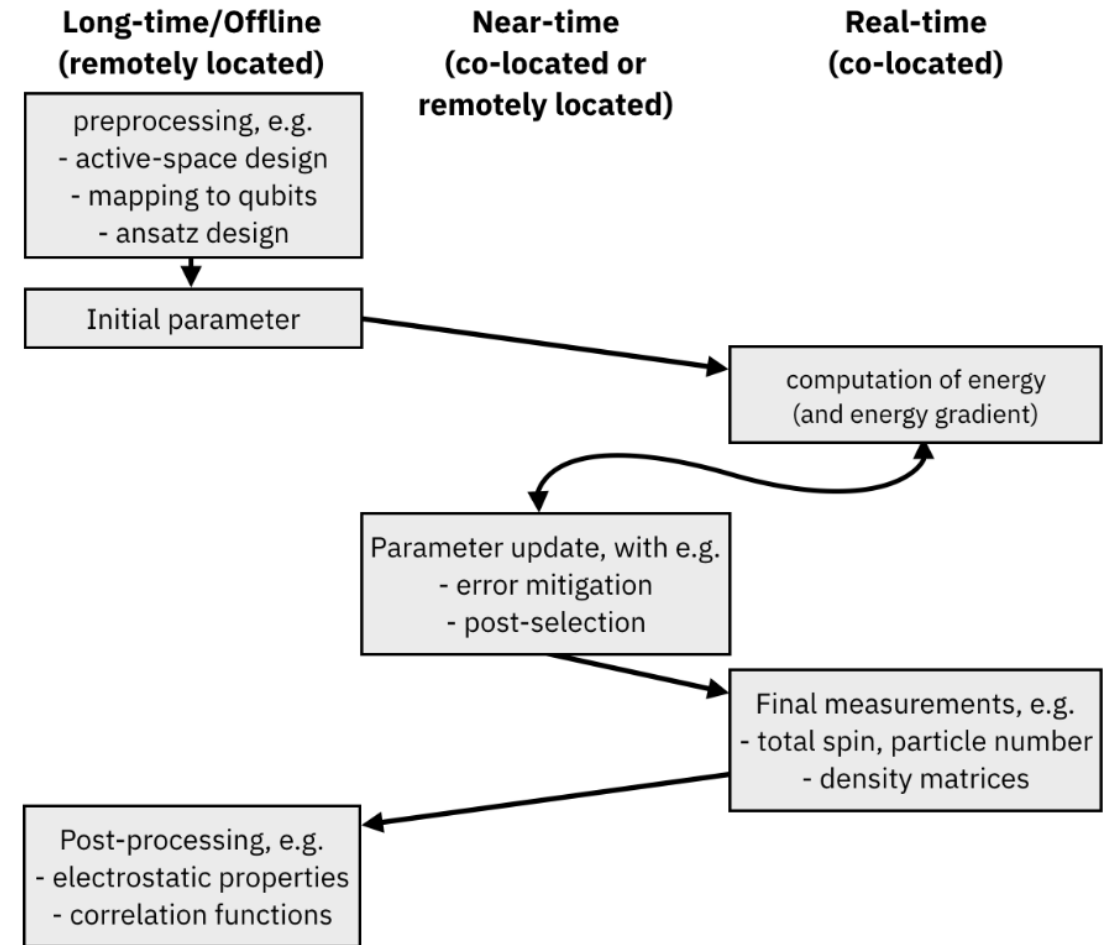 Long-time/Offline
(remotely located)
Near-time
(co-located or
remotely located)
Real-time
(co-located)
preprocessing, e.g.
- active-space design
- mapping to qubits
- ansatz design
Initial parameter
computation of energy
(and energy gradient)
Parameter update, with e.g.
- error mitigation
- post-selection
Final measurements, e.g.
- total spin, particle number
- density matrices
Post-processing, e.g.
- electrostatic properties
- correlation functions